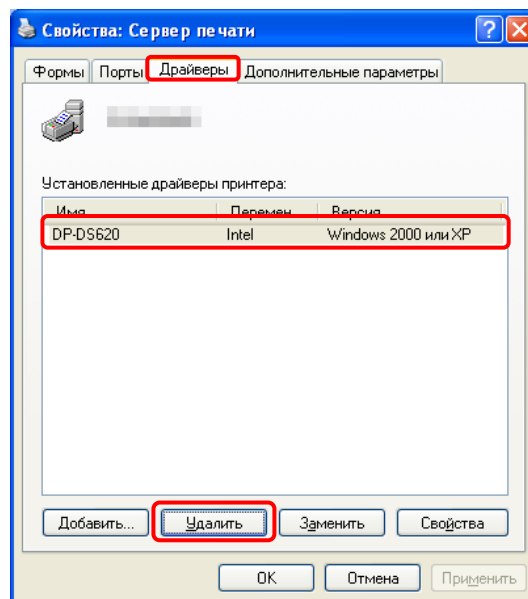 Свойства: Сервер печати
Формы Порты Драйверы Дополнительные параметры
Установленные драйверы принтера:
Имя Перемен... Версия
DP-DS620 Intel Windows 2000 или XP
Добавить... Удалить Заменить Свойства
OK Отмена Применить